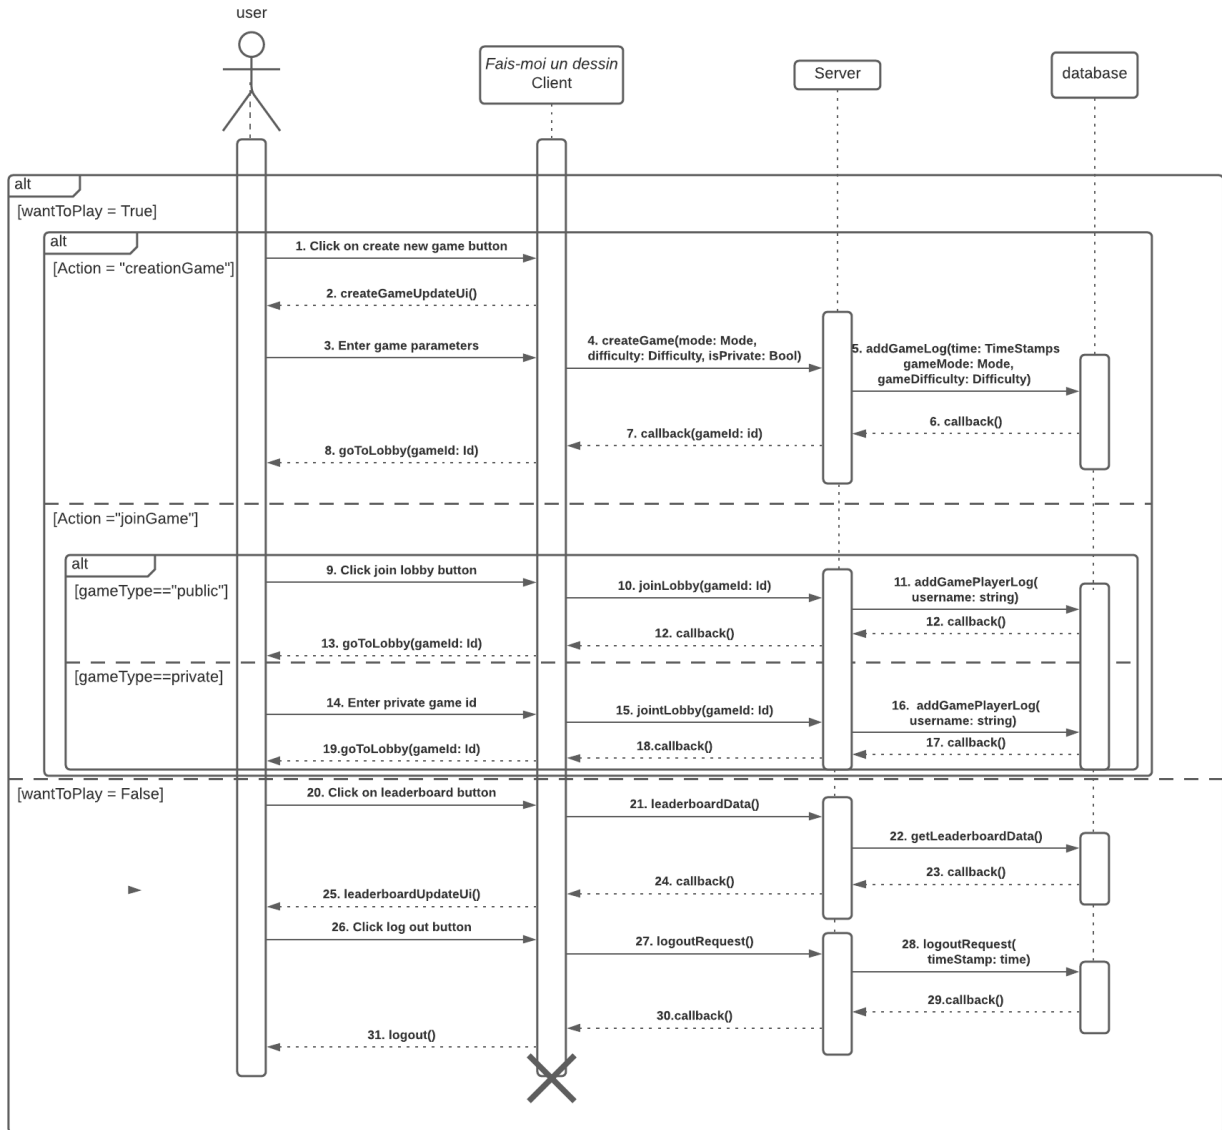 user
Fais-moi un dessin
Client
Server
database
alt
[wantToPlay = True]
alt
[Action = "creationGame"]
1. Click on create new game button
2. createGameUpdateUi()
3. Enter game parameters
4. createGame(mode: Mode,
difficulty: Difficulty, isPrivate: Bool)
5. addGameLog(time: TimeStamps
gameMode: Mode,
gameDifficulty: Difficulty)
6. callback()
7. callback(gameId: id)
8. goToLobby(gameId: Id)
[Action ="joinGame"]
alt
[gameType=="public"]
9. Click join lobby button
10. joinLobby(gameId: Id)
11. addGamePlayerLog(
username: string)
12. callback()
12. callback()
13. goToLobby(gameId: Id)
[gameType==private]
14. Enter private game id
15. jointLobby(gameId: Id)
16.  addGamePlayerLog(
username: string)
17. callback()
18.callback()
19.goToLobby(gameId: Id)
[wantToPlay = False]
20. Click on leaderboard button
21. leaderboardData()
22. getLeaderboardData()
23. callback()
24. callback()
25. leaderboardUpdateUi()
26. Click log out button
27. logoutRequest()
28. logoutRequest(
timeStamp: time)
29.callback()
30.callback()
31. logout()